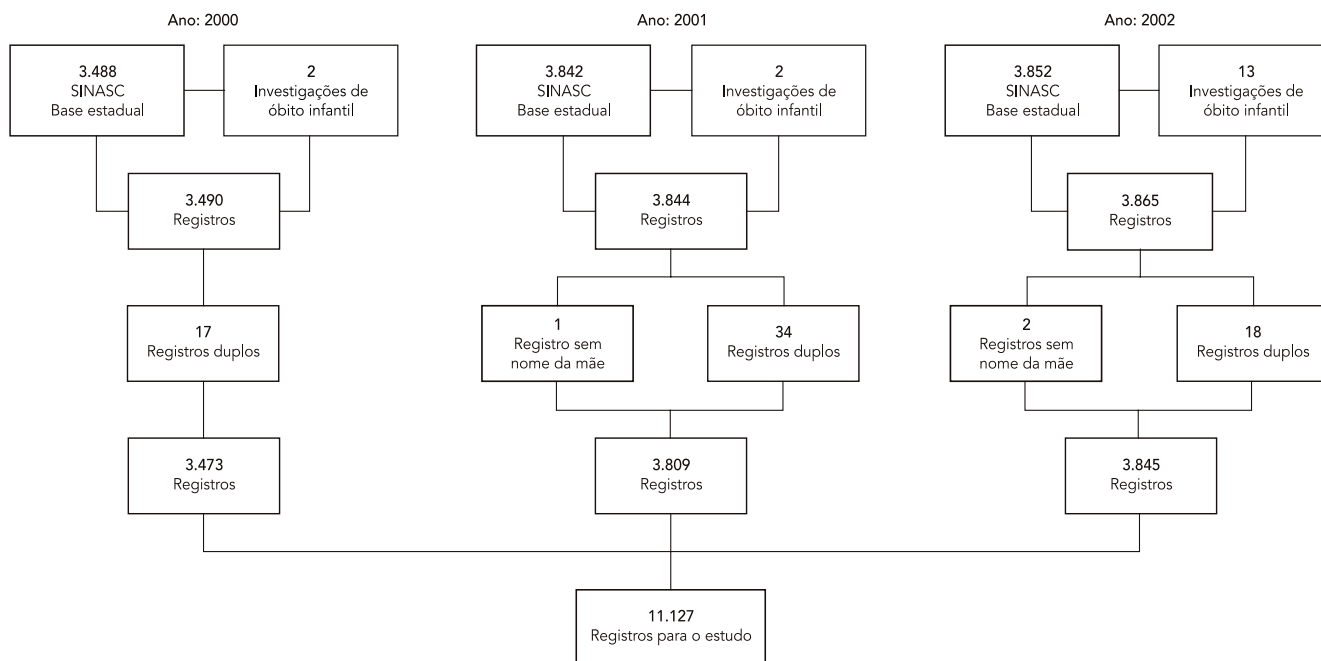 Ano: 2000
3.488
SINASC
Base estadual
2
Investigações de
óbito infantil
3.490
Registros
17
Registros duplos
3.473
Registros
Ano: 2001
3.842
SINASC
Base estadual
2
Investigações de
óbito infantil
3.844
Registros
1
Registro sem
nome da mãe
34
Registros duplos
3.809
Registros
Ano: 2002
3.852
SINASC
Base estadual
13
Investigações de
óbito infantil
3.865
Registros
2
Registros sem
nome da mãe
18
Registros duplos
3.845
Registros
11.127
Registros para o estudo